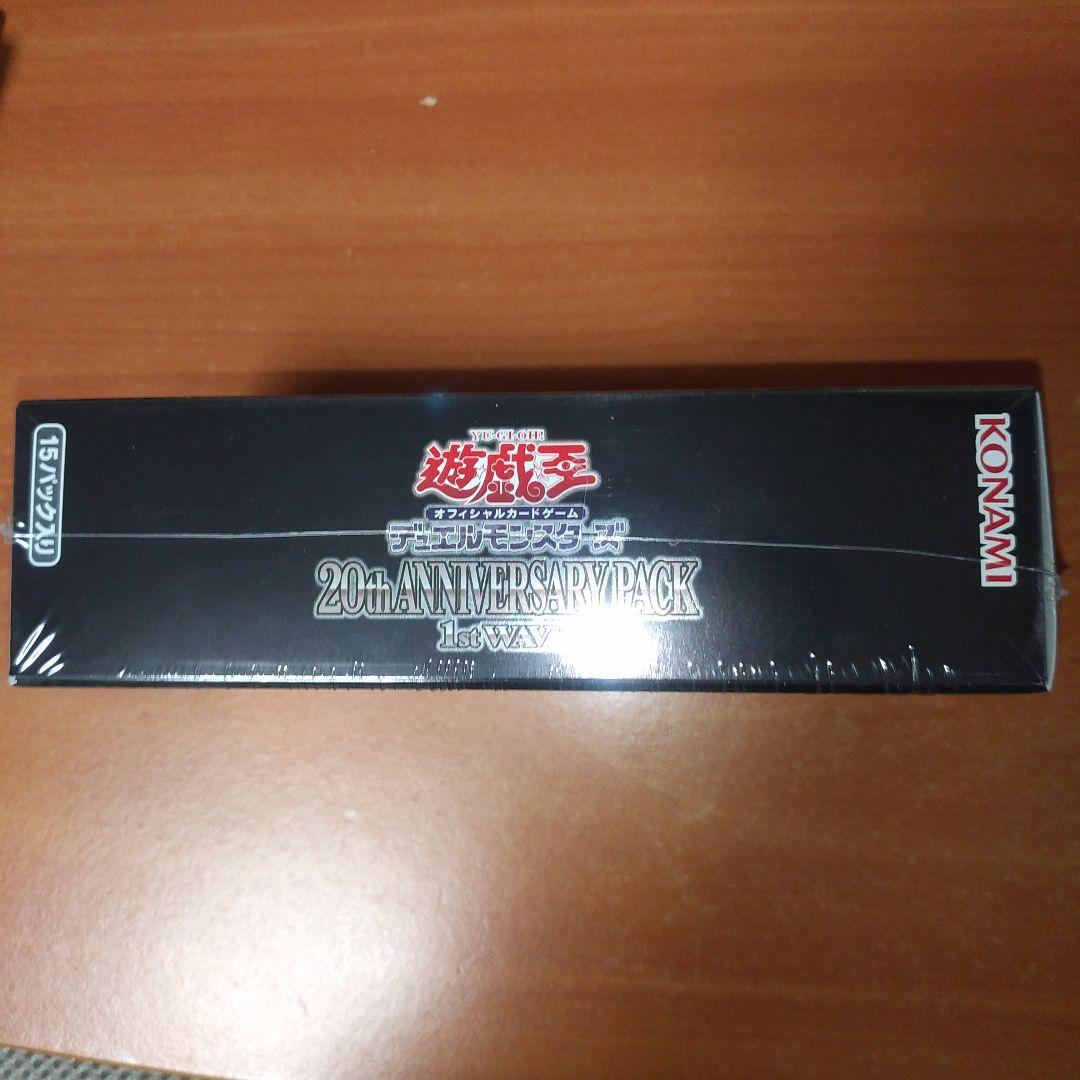 15パック入り
YU-GI-OH!
遊戯王
オフィシャルカードゲーム
デュエルモンスターズ
20th ANNIVERSARY PACK
1st WAV
KONAMI